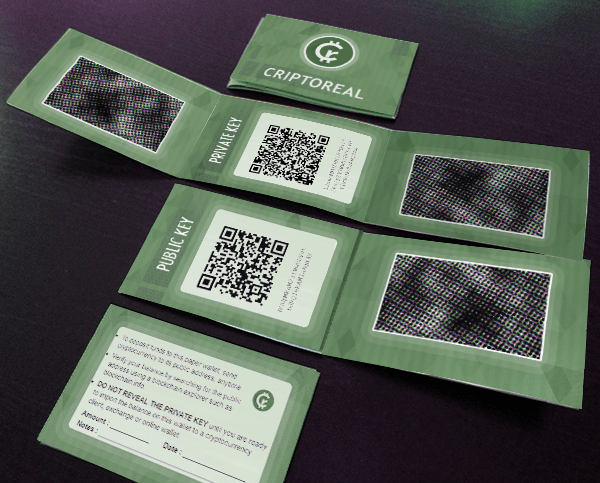 CRIPTOREAL
PRIVATE KEY
PUBLIC KEY
• To deposit funds to this paper wallet, send
cryptocurrency to its public address, anytime.
• Verify your balance by searching for the public
address using a blockchain explorer such as
blockchain.info
• DO NOT REVEAL THE PRIVATE KEY until you are ready
to import the balance on this wallet to a cryptocurrency
client, exchange or online wallet.
Amount :
Notes :
Date :